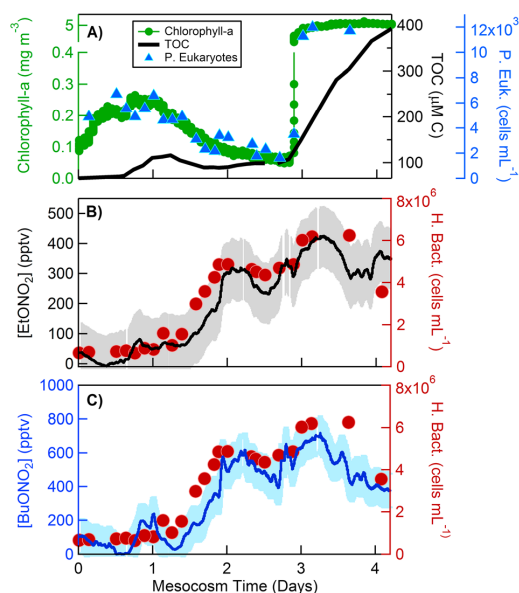 A)
Chlorophyll-a
TOC
P. Eukaryotes
Chlorophyll-a (mg m⁻³)
5
4
0.3
0.2
0.1
0.0
400
300
200
100
TOC
(µM C)
12x10³
10
8
6
4
2
0
P. Euk.
(cells mL⁻¹)
B)
[EtONO₂] (pptv)
500
400
300
200
100
0
8x10⁶
6
4
2
0
H. Bact.
(cells mL⁻¹)
C)
[BuONO₂]
(pptv)
1000
800
600
400
200
0
8x10⁶
6
4
2
0
H. Bact. (cells mL⁻¹)
0 1 2 3 4
Mesocosm Time (Days)